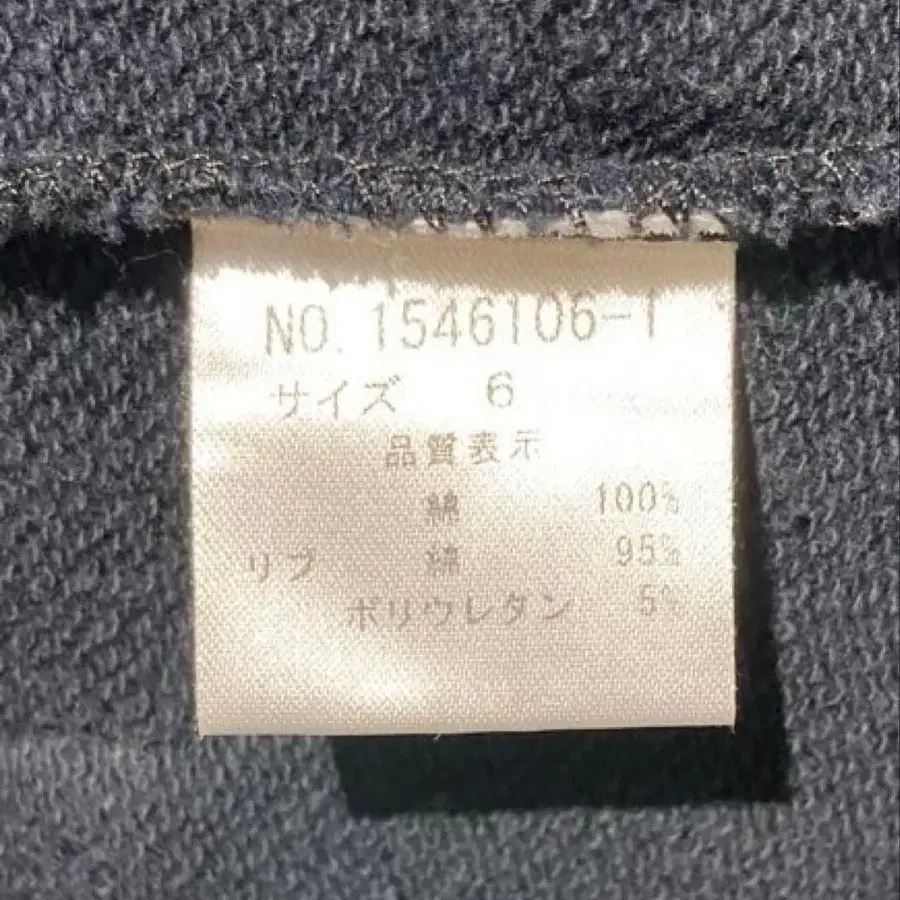 NO. 1546106-1
サイズ 6
品質表示
綿 100%
リブ 綿 95%
ポリウレタン 5%